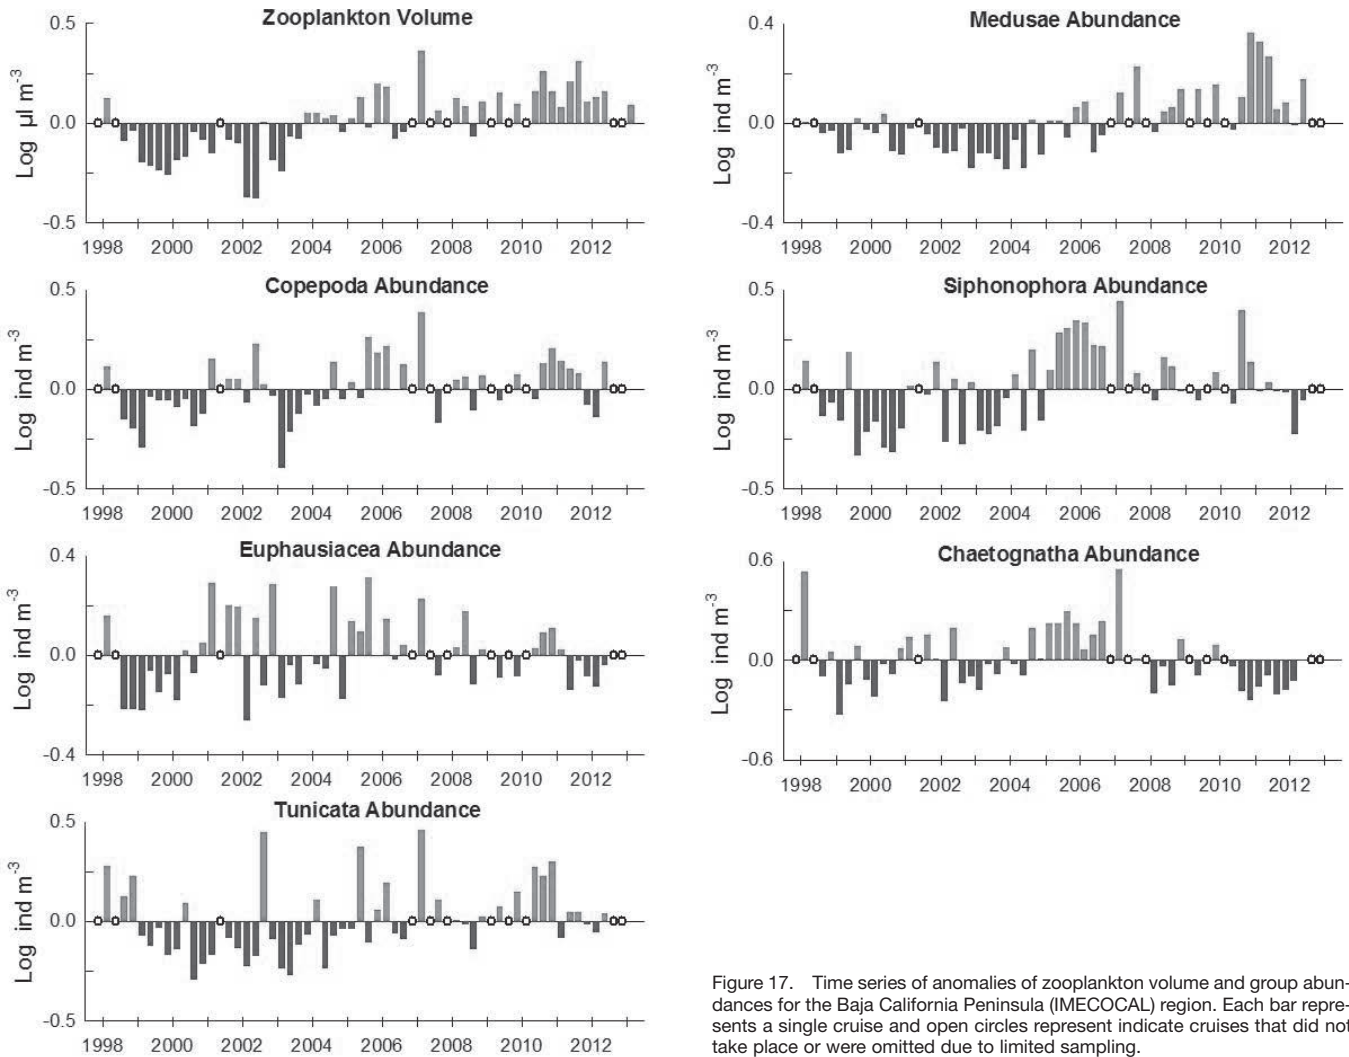 Zooplankton Volume
0.5
0.0
-0.5
Log µl m-3
1998 2000 2002 2004 2006 2008 2010 2012
Copepoda Abundance
0.5
0.0
-0.5
Log ind m-3
1998 2000 2002 2004 2006 2008 2010 2012
Euphausiacea Abundance
0.4
0.0
-0.4
Log ind m-3
1998 2000 2002 2004 2006 2008 2010 2012
Tunicata Abundance
0.5
0.0
-0.5
Log ind m-3
1998 2000 2002 2004 2006 2008 2010 2012
Medusae Abundance
0.4
0.0
-0.4
Log ind m-3
1998 2000 2002 2004 2006 2008 2010 2012
Siphonophora Abundance
0.5
0.0
-0.5
Log ind m-3
1998 2000 2002 2004 2006 2008 2010 2012
Chaetognatha Abundance
0.6
0.0
-0.6
Log ind m-3
1998 2000 2002 2004 2006 2008 2010 2012
Figure 17. Time series of anomalies of zooplankton volume and group abun-
dances for the Baja California Peninsula (IMECOCAL) region. Each bar repre-
sents a single cruise and open circles represent indicate cruises that did not
take place or were omitted due to limited sampling.